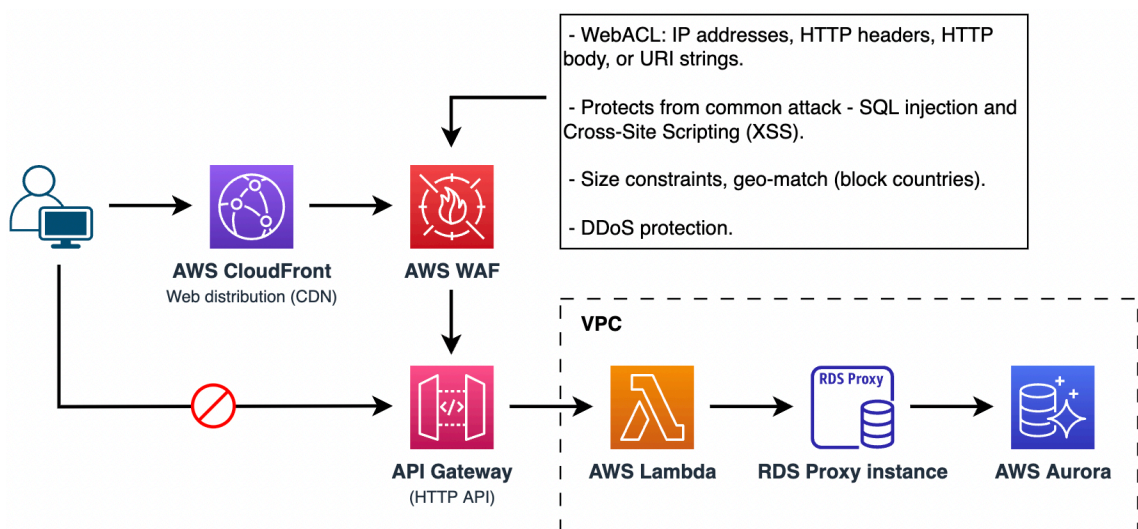 - WebACL: IP addresses, HTTP headers, HTTP
body, or URI strings.
- Protects from common attack - SQL injection and
Cross-Site Scripting (XSS).
- Size constraints, geo-match (block countries).
- DDoS protection.
AWS CloudFront
Web distribution (CDN)
AWS WAF
VPC
RDS Proxy
API Gateway
(HTTP API)
AWS Lambda
RDS Proxy instance
AWS Aurora